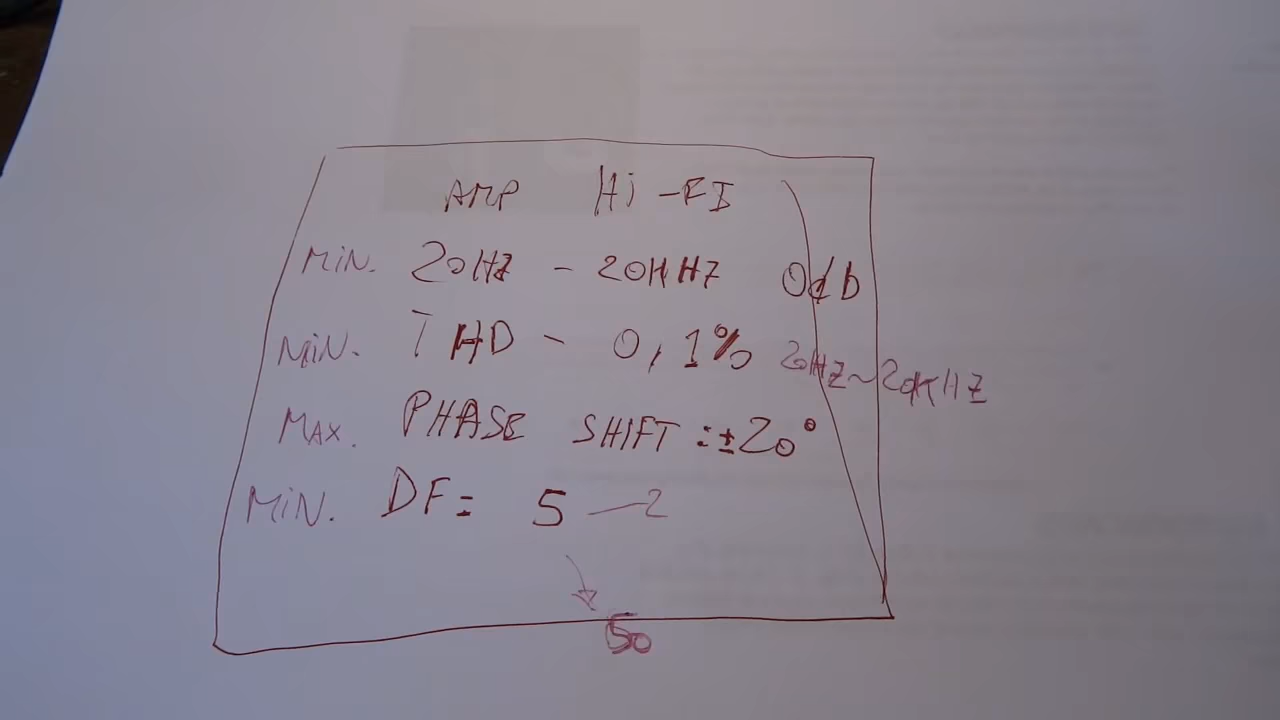 AMP Hi-FI
MiN. 20HZ - 20HHZ 0db
MiN. THD - 0,1% 20HZ~20KHZ
MAX. PHASE SHIFT :±20°
MiN. DF= 5 — 2
50